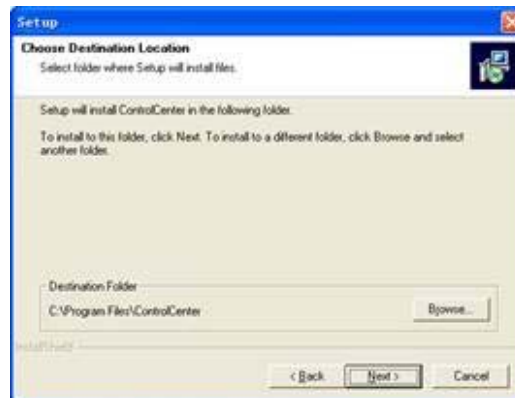 Setup
Choose Destination Location
Select folder where Setup will install files.
Setup will install ControlCenter in the following folder.
To install to this folder, click Next. To install to a different folder, click Browse and select
another folder.
Destination Folder
C:\Program Files\ControlCenter
Browse...
InstallShield
< Back
Next >
Cancel